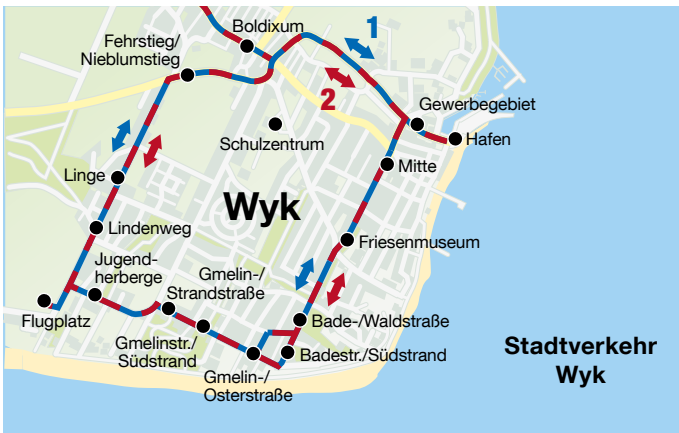 Boldixum
1
Fehrstieg/
Nieblumstieg
2
Gewerbegebiet
Hafen
Schulzentrum
Mitte
Linge
Wyk
Lindenweg
Friesenmuseum
Jugend-
herberge
Gmelin-/
Strandstraße
Flugplatz
Bade-/Waldstraße
Gmelinstr./
Südstrand
Badestr./Südstrand
Gmelin-/
Osterstraße
Stadtverkehr
Wyk